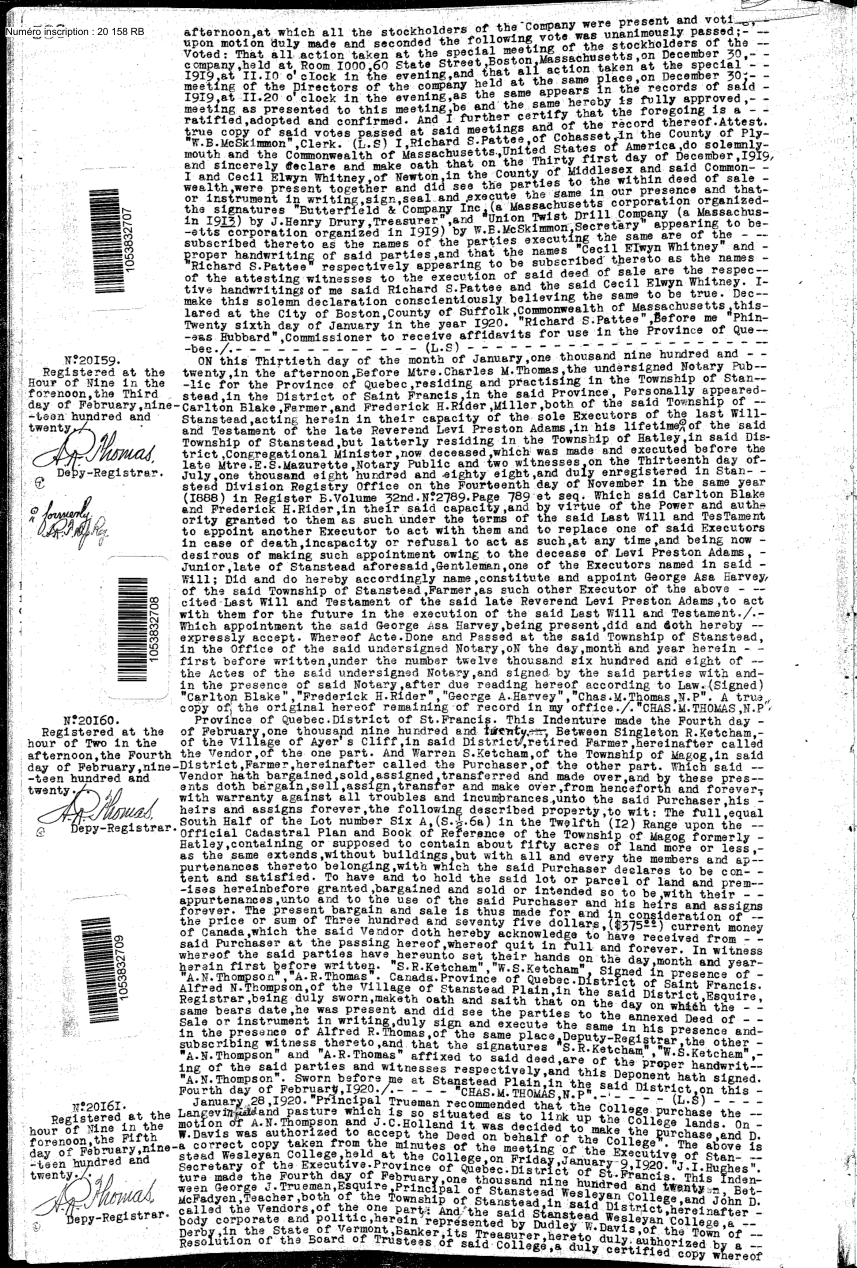 Numéro inscription : 20 158 RB
afternoon,at which all the stockholders of the Company were present and voting,-
upon motion duly made and seconded the following vote was unanimously passed;- --
Voted: That all action taken at the special meeting of the stockholders of the --
company,held at Room I000,60 State Street,Boston,Massachusetts,on December 30,- -
I9I9,at II.I0 o'clock in the evening,and that all action taken at the special - -
meeting of the Directors of the company held at the same place,on December 30;- -
I9I9,at II.20 o'clock in the evening,as the same appears in the records of said -
meeting as presented to this meeting,be and the same hereby is fully approved,- -
ratified,adopted and confirmed. And I further certify that the foregoing is a - -
true copy of said votes passed at said meetings and of the record thereof.Attest.
"W.B.McSkimmon",Clerk. (L.S) I,Richard S.Pattee,of Cohasset,in the County of Ply-
mouth and the Commonwealth of Massachusetts,United States of America,do solemnly-
and sincerely declare and make oath that on the Thirty first day of December,I9I9,
I and Cecil Elwyn Whitney,of Newton,in the County of Middlesex and said Common- -
wealth,were present together and did see the parties to the within deed of sale -
or instrument in writing,sign,seal and execute the same in our presence and that-
the signatures "Butterfield & Company Inc.,(a Massachusetts corporation organized-
in I9I3) by J.Henry Drury,Treasurer",and "Union Twist Drill Company (a Massachus-
-etts corporation organized in I9I9) by W.B.McSkimmon,Secretary" appearing to be-
subscribed thereto as the names of the parties executing the same are of the - --
proper handwriting of said parties,and that the names "Cecil Elwyn Whitney" and -
"Richard S.Pattee" respectively appearing to be subscribed thereto as the names -
of the attesting witnesses to the execution of said deed of sale are the respec--
tive handwritings of me said Richard S.Pattee and the said Cecil Elwyn Whitney. I-
make this solemn declaration conscientiously believing the same to be true. Dec--
lared at the City of Boston,County of Suffolk,Commonwealth of Massachusetts,this-
Twenty sixth day of January in the year I920. "Richard S.Pattee",Before me "Phin-
-eas Hubbard",Commissioner to receive affidavits for use in the Province of Que--
-bec./.- - - - - - - - - - - - - - (L.S) - - - - - - - - - - - - - - - - - -
1053832707
Nº20I59.
Registered at the
Hour of Nine in the
forenoon,the Third
day of February,nine-
-teen hundred and
twenty./.
A.R. Thomas,
Depy-Registrar.
ON this Thirtieth day of the month of January,one thousand nine hundred and - -
twenty,in the afternoon,Before Mtre.Charles M.Thomas,the undersigned Notary Pub--
-lic for the Province of Quebec,residing and practising in the Township of Stan--
stead,in the District of Saint Francis,in the said Province, Personally appeared-
Carlton Blake,Farmer,and Frederick H.Rider,Miller,both of the said Township of --
Stanstead,acting herein in their capacity of the sole Executors of the last Will-
and Testament of the late Reverend Levi Preston Adams,in his lifetime,of the said
Township of Stanstead,but latterly residing in the Township of Hatley,in said Dis-
trict,Congregational Minister,now deceased,which was made and executed before the
late Mtre.E.S.Mazurette,Notary Public and two witnesses,on the Thirteenth day of-
July,one thousand eight hundred and eighty eight,and duly enregistered in Stan- -
stead Division Registry Office on the Fourteenth day of November in the same year
(I888) in Register B.Volume 32nd.Nº2789.Page 789 et seq. Which said Carlton Blake
and Frederick H.Rider,in their said capacity,and by virtue of the Power and auth=
ority granted to them as such under the terms of the said Last Will and TesTament
to appoint another Executor to act with them and to replace one of said Executors
in case of death,incapacity or refusal to act as such,at any time,and being now -
desirous of making such appointment owing to the decease of Levi Preston Adams, -
Junior,late of Stanstead aforesaid,Gentleman,one of the Executors named in said -
Will; Did and do hereby accordingly name,constitute and appoint George Asa Harvey,
of the said Township of Stanstead,Farmer,as such other Executor of the above - --
cited Last Will and Testament of the said late Reverend Levi Preston Adams,to act
with them for the future in the execution of the said Last Will and Testament./.-
Which appointment the said George Asa Harvey,being present,did and doth hereby --
expressly accept. Whereof Acte.Done and Passed at the said Township of Stanstead,
in the Office of the said undersigned Notary,oN the day,month and year herein - -
first before written,under the number twelve thousand six hundred and eight of --
the Actes of the said undersigned Notary,and signed by the said parties with and-
in the presence of said Notary,after due reading hereof according to Law.(Signed)
"Carlton Blake","Frederick H.Rider","George A.Harvey","Chas.M.Thomas,N.P". A true
copy of the original hereof remaining of record in my office./."CHAS.M.THOMAS,N.P".
formerly
1053832708
Nº20I60.
Registered at the
hour of Two in the
afternoon,the Fourth
day of February,nine-
-teen hundred and
twenty./.
A.R. Thomas,
Depy-Registrar.
Province of Quebec.District of St.Francis. This Indenture made the Fourth day -
of February,one thousand nine hundred and twenty, Between Singleton R.Ketcham,-
of the Village of Ayer's Cliff,in said District,retired Farmer,hereinafter called
the Vendor,of the one part. And Warren S.Ketcham,of the Township of Magog,in said
District,Farmer,hereinafter called the Purchaser,of the other part. Which said --
Vendor hath bargained,sold,assigned,transferred and made over,and by these pres--
ents doth bargain,sell,assign,transfer and make over,from henceforth and forever,
with warranty against all troubles and incumbrances,unto the said Purchaser,his -
heirs and assigns forever,the following described property,to wit: The full,equal
South Half of the Lot number Six A,(S.½.6a) in the Twelfth (I2) Range upon the --
Official Cadastral Plan and Book of Reference of the Township of Magog formerly -
Hatley,containing or supposed to contain about fifty acres of land more or less,-
as the same extends,without buildings,but with all and every the members and ap--
purtenances thereto belonging,with which the said Purchaser declares to be con- -
tent and satisfied. To have and to hold the said lot or parcel of land and prem--
-ises hereinbefore granted,bargained and sold or intended so to be,with their - -
appurtenances,unto and to the use of the said Purchaser and his heirs and assigns
forever. The present bargain and sale is thus made for and in consideration of --
the price or sum of Three hundred and seventy five dollars,($375ºº) current money
of Canada,which the said Vendor doth hereby acknowledge to have received from - -
said Purchaser at the passing hereof,whereof quit in full and forever. In witness
whereof the said parties have hereunto set their hands on the day,month and year-
herein first before written. "S.R.Ketcham","W.S.Ketcham", Signed in presence of -
"A.N.Thompson","A.R.Thomas". Canada.Province of Quebec.District of Saint Francis.
Alfred N.Thompson,of the Village of Stanstead Plain,in the said District,Esquire,
Registrar,being duly sworn,maketh oath and saith that on the day on which the - -
same bears date,he was present and did see the parties to the annexed Deed of - -
Sale or instrument in writing,duly sign and execute the same in his presence and-
in the presence of Alfred R.Thomas,of the same place,Deputy-Registrar,the other -
subscribing witness thereto,and that the signatures "S.R.Ketcham","W.S.Ketcham",-
"A.N.Thompson" and "A.R.Thomas" affixed to said deed,are of the proper handwrit--
ing of the said parties and witnesses respectively,and this Deponent hath signed.
"A.N.Thompson". Sworn before me at Stanstead Plain,in the said District,on this -
Fourth day of February,I920./.- - - - - "CHAS.M.THOMAS,N.P".- - - - - (L.S) - - -
1053832709
Nº20I6I.
Registered at the
hour of Nine in the
forenoon,the Fifth
day of February,nine-
-teen hundred and
twenty./.
A.R. Thomas,
Depy-Registrar.
January,28,I920."Principal Trueman recommended that the College purchase the --
Langevin field and pasture which is so situated as to link up the College lands. On -
motion of A.N.Thompson and J.C.Holland it was decided to make the purchase,and D.
W.Davis was authorized to accept the Deed on behalf of the College". The above is
a correct copy taken from the minutes of the meeting of the Executive of Stan- --
stead Wesleyan College,held at the College,on Friday,January 9,I920. "J.I.Hughes".
Secretary of the Executive.Province of Quebec.District of St.Francis. This Inden-
ture made the Fourth day of February,one thousand nine hundred and twenty, Bet-
ween George J.Trueman,Esquire,Principal of Stanstead Wesleyan College,and John D.
McFadyen,Teacher,both of the Township of Stanstead,in said District,hereinafter -
called the Vendors,of the one part; And the said Stanstead Wesleyan College,a --
body corporate and politic,herein represented by Dudley W.Davis,of the Town of --
Derby,in the State of Vermont,Banker,its Treasurer,hereto duly authorized by a --
Resolution of the Board of Trustees of said College,a duly certified copy whereof